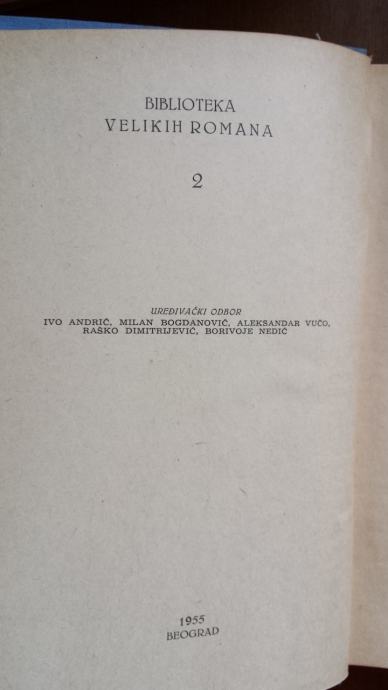 BIBLIOTEKA
VELIKIH ROMANA
2
UREĐIVAČKI ODBOR
IVO ANDRIĆ, MILAN BOGDANOVIĆ, ALEKSANDAR VUČO,
RAŠKO DIMITRIJEVIĆ, BORIVOJE NEDIĆ
1955
BEOGRAD